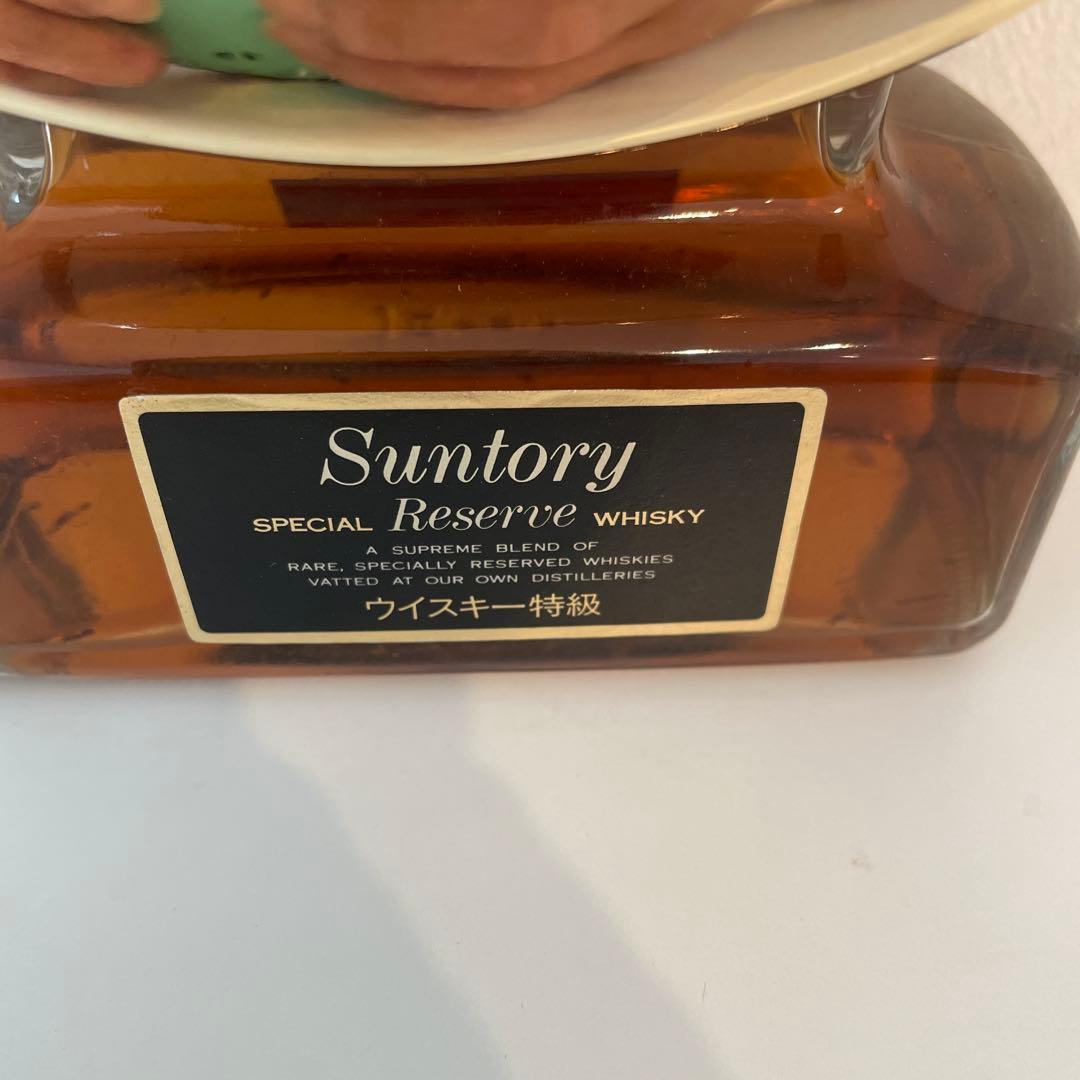 Suntory
SPECIAL Reserve WHISKY
A SUPREME BLEND OF
RARE, SPECIALLY RESERVED WHISKIES
VATTED AT OUR OWN DISTILLERIES
ウイスキー特級